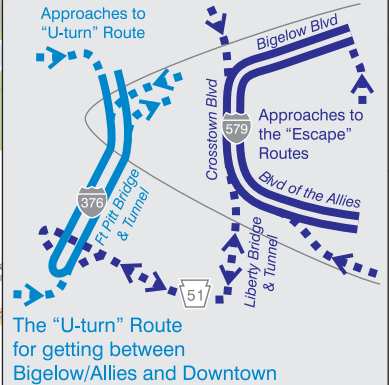 Approaches to
“U-turn” Route
Bigelow Blvd
Crosstown Blvd
579
Approaches to
the “Escape”
Routes
Blvd of the Allies
376
Ft Pitt Bridge
& Tunnel
Liberty Bridge
& Tunnel
51
The “U-turn” Route
for getting between
Bigelow/Allies and Downtown